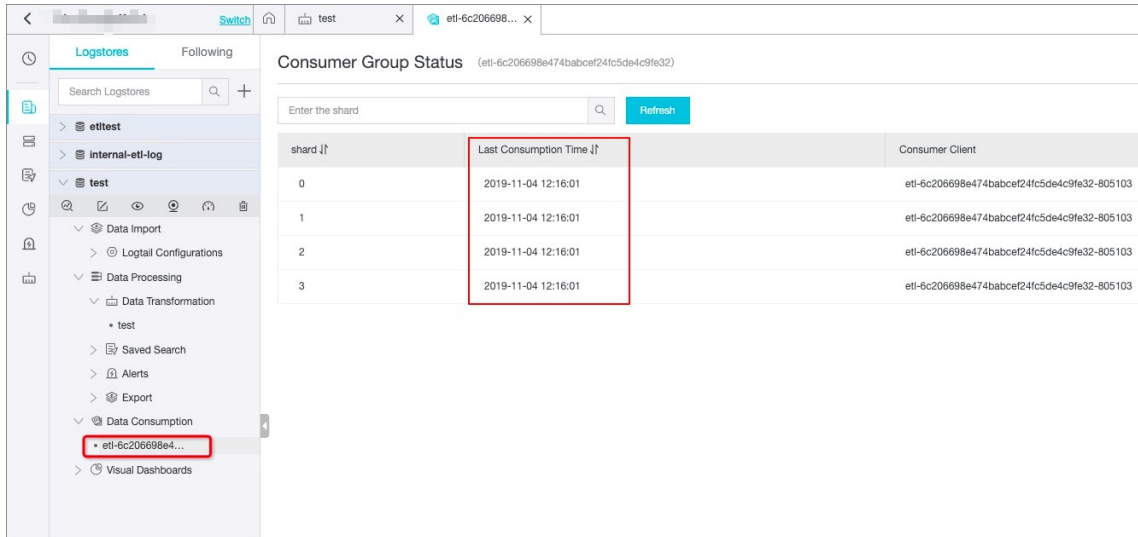 Switch
test
etl-6c206698...
Logstores Following
Search Logstores
etltest
internal-etl-log
test
Data Import
Logtail Configurations
Data Processing
Data Transformation
test
Saved Search
Alerts
Export
Data Consumption
etl-6c206698e4...
Visual Dashboards
Consumer Group Status (etl-6c206698e474babcef24fc5de4c9fe32)
Enter the shard Refresh
shard Last Consumption Time Consumer Client
0 2019-11-04 12:16:01 etl-6c206698e474babcef24fc5de4c9fe32-805103
1 2019-11-04 12:16:01 etl-6c206698e474babcef24fc5de4c9fe32-805103
2 2019-11-04 12:16:01 etl-6c206698e474babcef24fc5de4c9fe32-805103
3 2019-11-04 12:16:01 etl-6c206698e474babcef24fc5de4c9fe32-805103